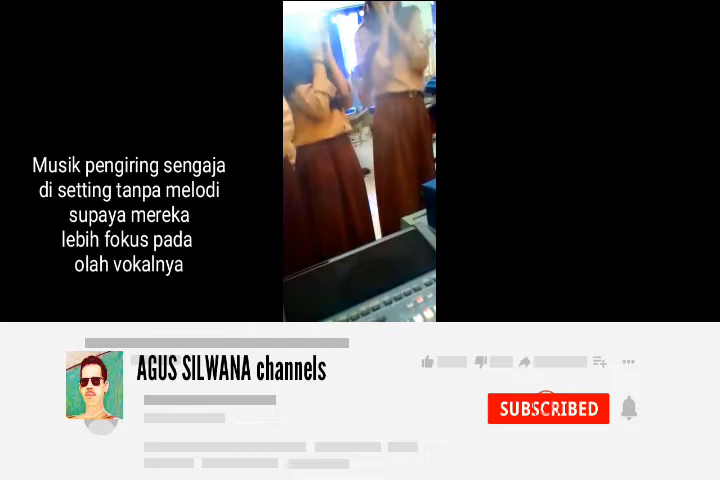 Musik pengiring sengaja
di setting tanpa melodi
supaya mereka
lebih fokus pada
olah vokalnya
AGUS SILWANA channels
SUBSCRIBED